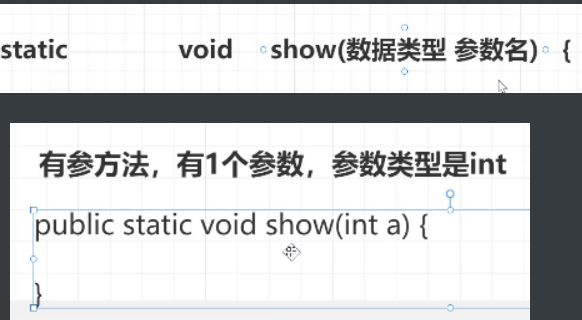 static void show(数据类型 参数名) {
有参方法，有1个参数，参数类型是int
public static void show(int a) {
}